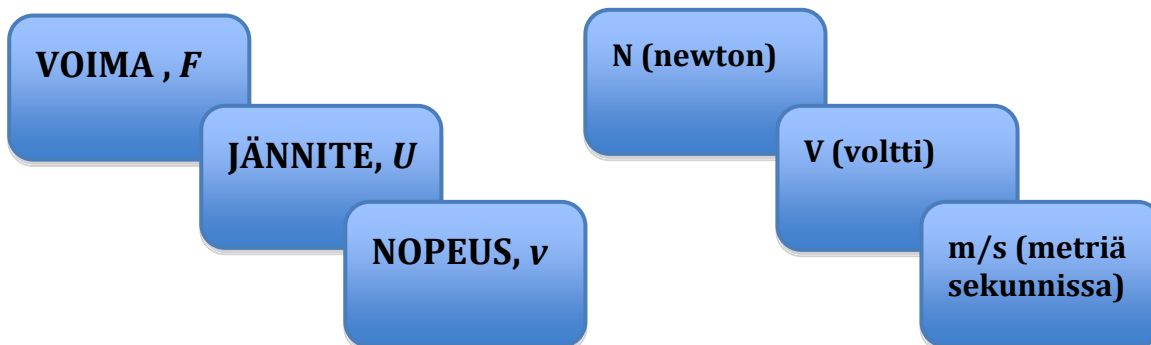 VOIMA , F
JÄNNITE, U
NOPEUS, v
N (newton)
V (voltti)
m/s (metriä
sekunnissa)